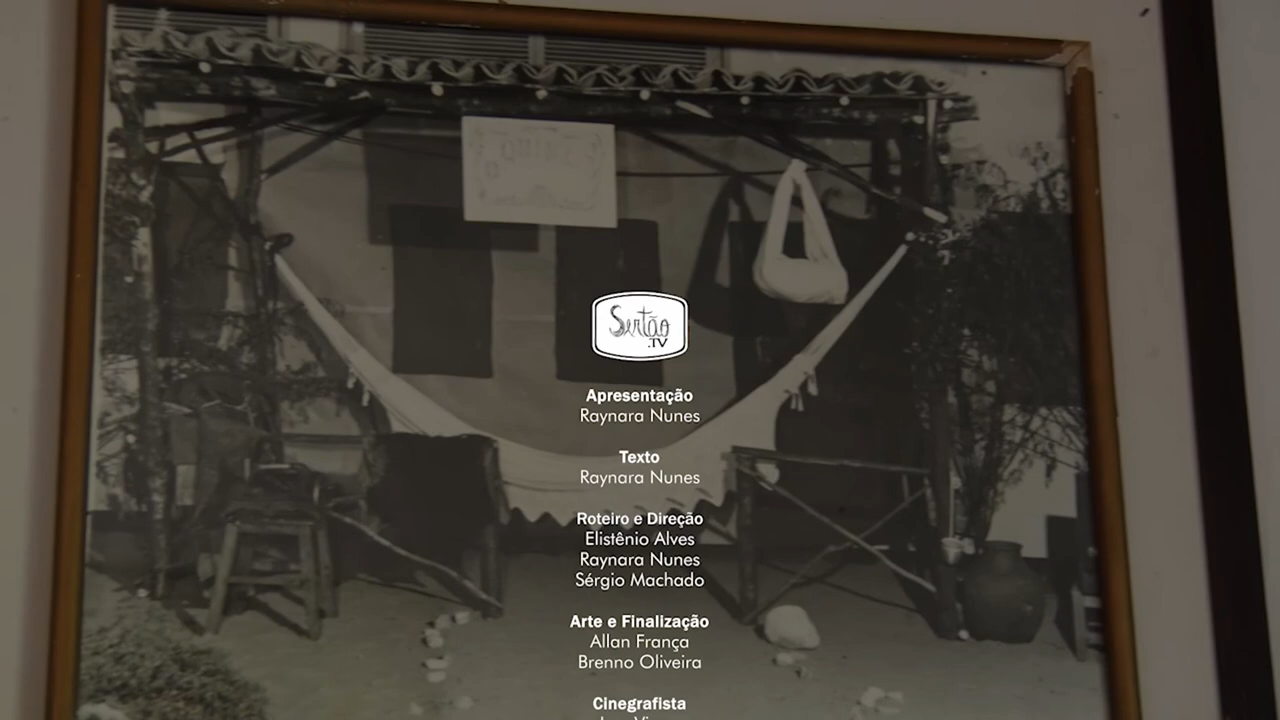 Sertão
.TV
Apresentação
Raynara Nunes
Texto
Raynara Nunes
Roteiro e Direção
Elistênio Alves
Raynara Nunes
Sérgio Machado
Arte e Finalização
Allan França
Brenno Oliveira
Cinegrafista